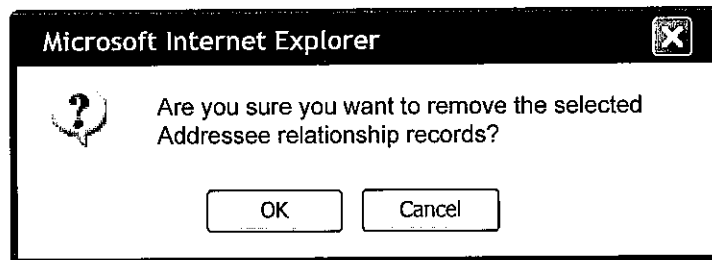 Microsoft Internet Explorer
Are you sure you want to remove the selected
Addressee relationship records?
OK
Cancel